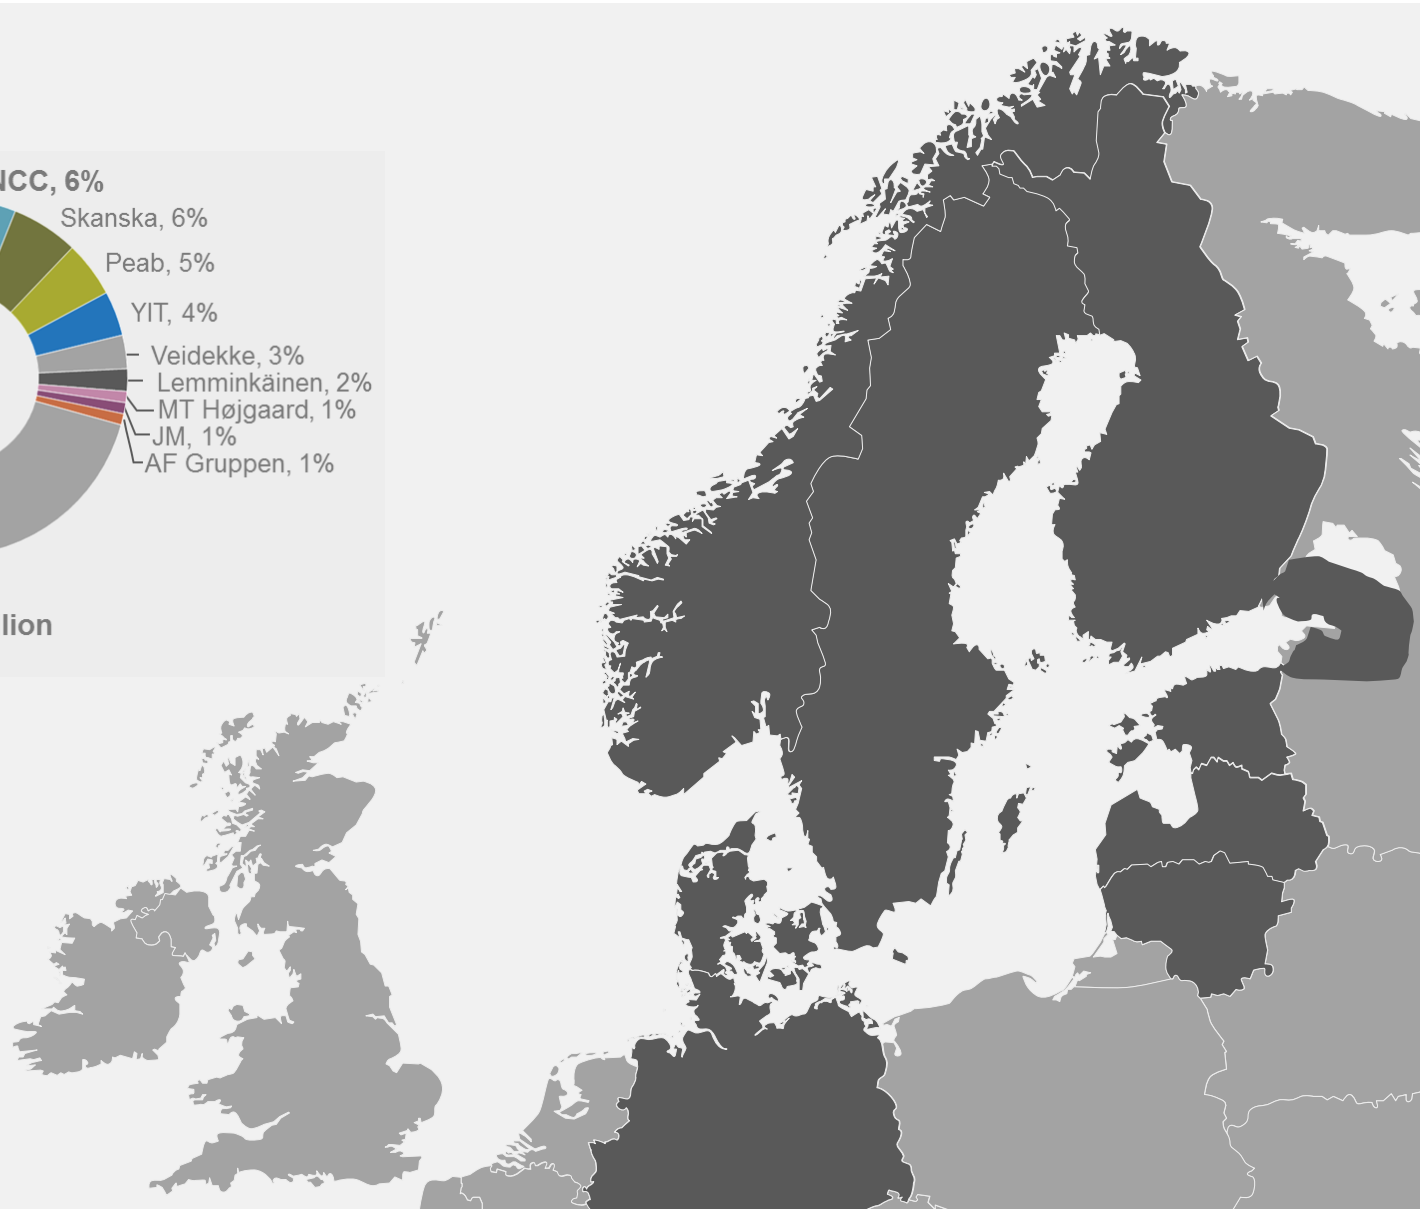 NCC, 6%
Skanska, 6%
Peab, 5%
YIT, 4%
Veidekke, 3%
Lemminkäinen, 2%
MT Højgaard, 1%
JM, 1%
AF Gruppen, 1%